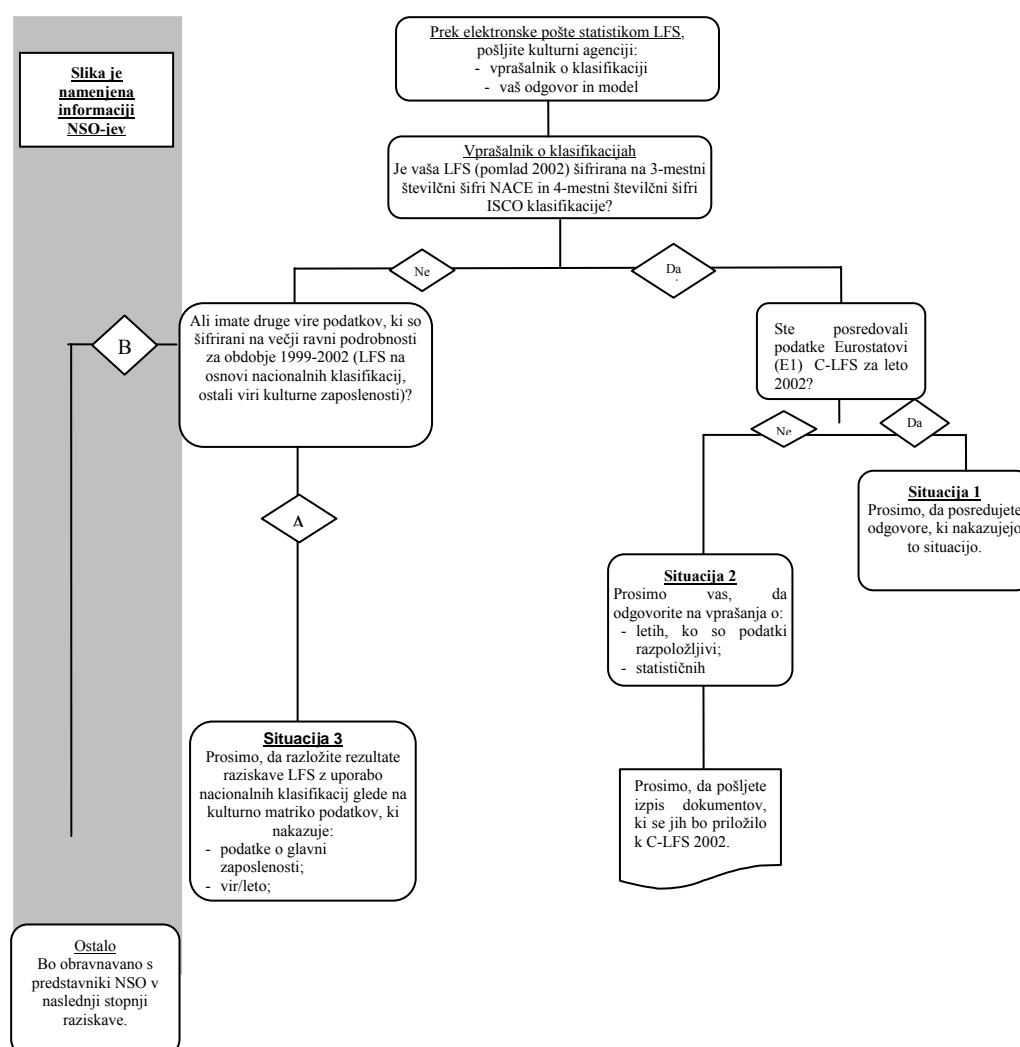 Prek elektronske pošte statistikom LFS,
pošljite kulturni agenciji:
- vprašalnik o klasifikaciji
- vaš odgovor in model
Slika je
namenjena
informaciji
NSO-jev
Vprašalnik o klasifikacijah
Je vaša LFS (pomlad 2002) šifrirana na 3-mestni
številčni šifri NACE in 4-mestni številčni šifri
ISCO klasifikacije?
Ne
Da
Ali imate druge vire podatkov, ki so
šifrirani na večji ravni podrobnosti
za obdobje 1999-2002 (LFS na
osnovi nacionalnih klasifikacij,
ostali viri kulturne zaposlenosti)?
B
Ste posredovali
podatke Eurostatovi
(E1) C-LFS za leto
2002?
Ne
Da
A
Situacija 1
Prosimo, da posredujete
odgovore, ki nakazujejo
to situacijo.
Situacija 2
Prosimo vas, da
odgovorite na vprašanja o:
- letih, ko so podatki
razpoložljivi;
- statističnih
Situacija 3
Prosimo, da razložite rezultate
raziskave LFS z uporabo
nacionalnih klasifikacij glede na
kulturno matriko podatkov, ki
nakazuje:
- podatke o glavni
zaposlenosti;
- vir/leto;
Prosimo, da pošljete
izpis dokumentov,
ki se jih bo priložilo
k C-LFS 2002.
Ostalo
Bo obravnavano s
predstavniki NSO v
naslednji stopnji
raziskave.